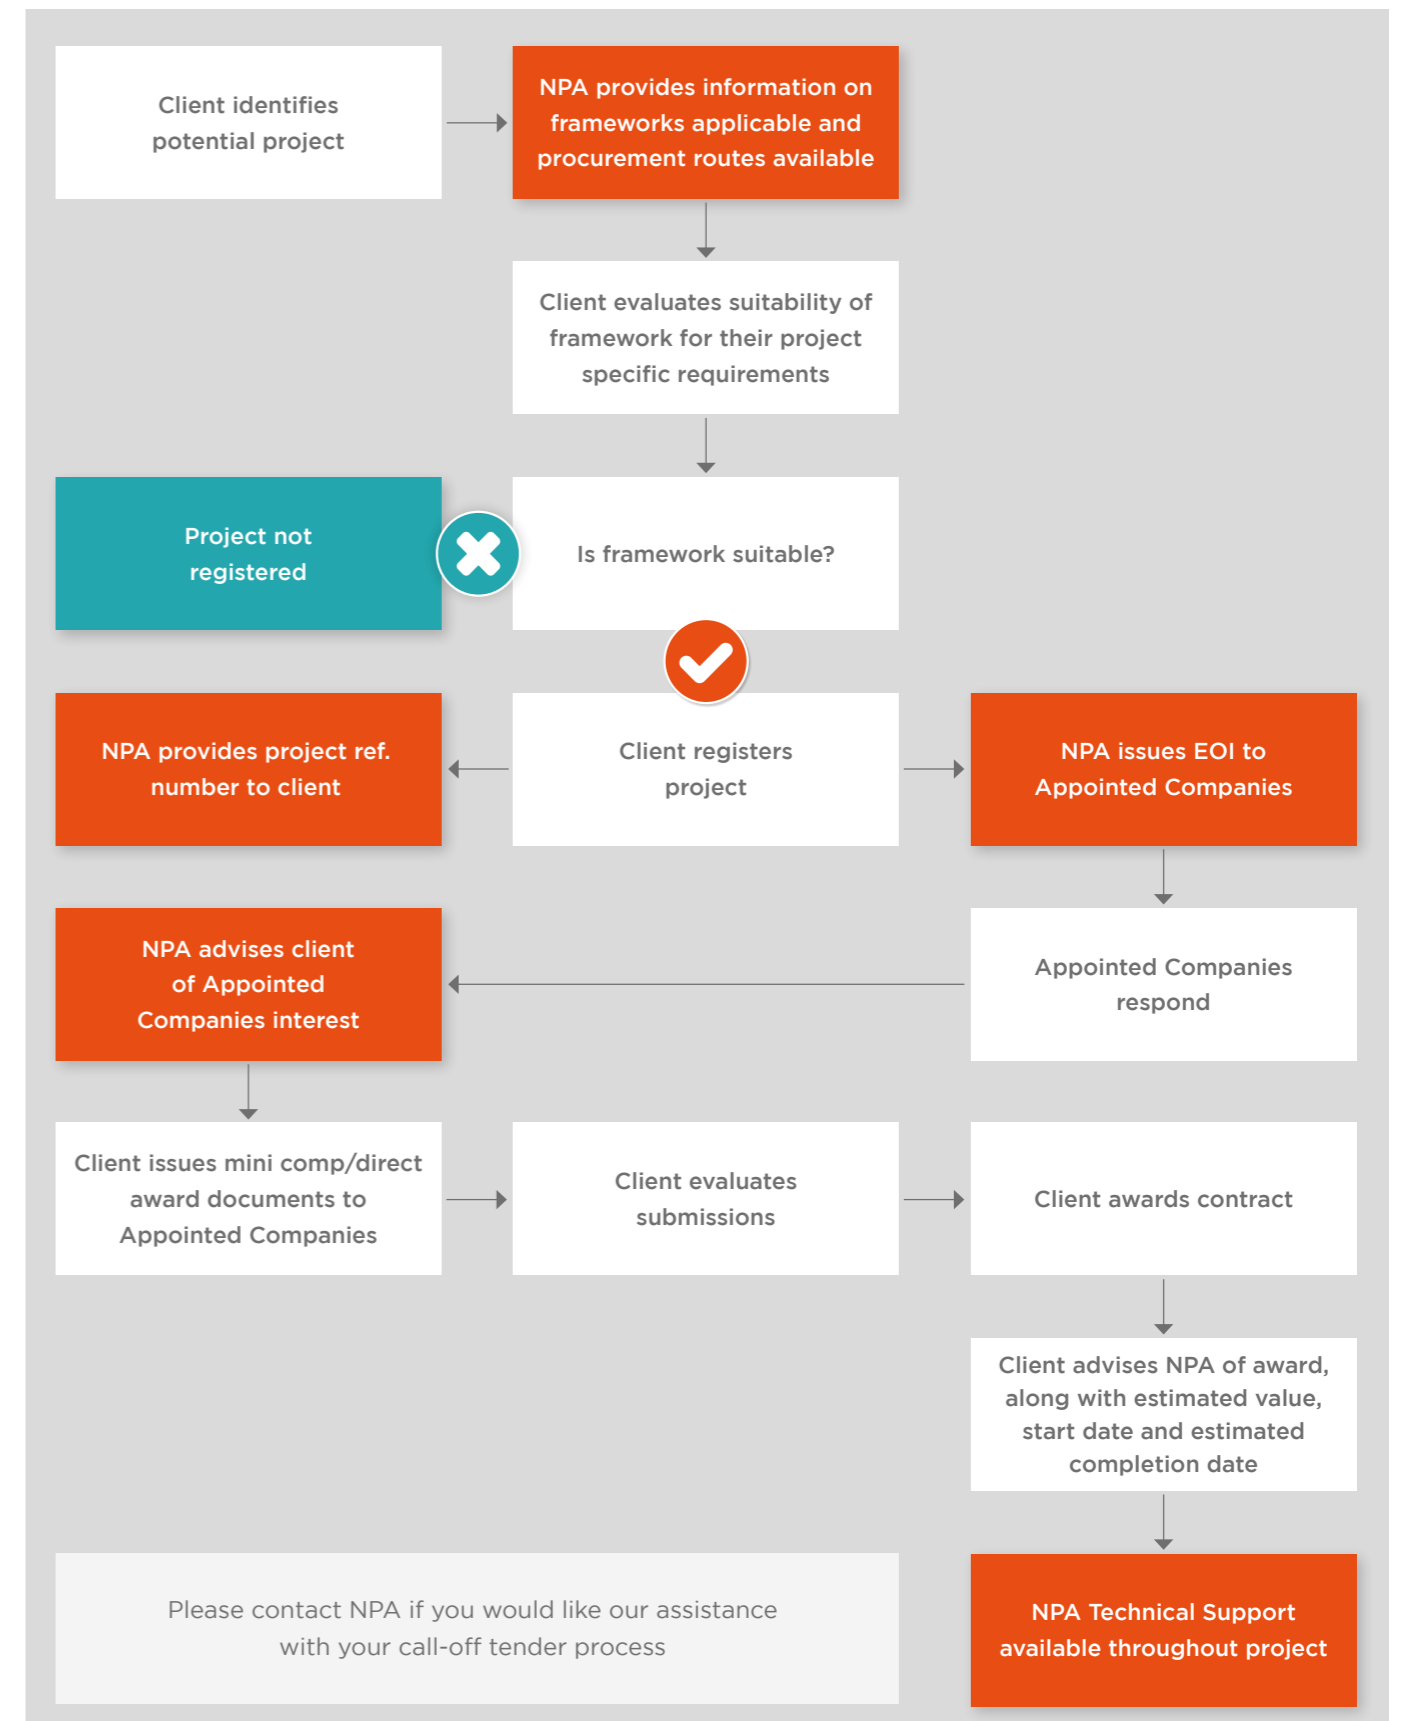 Client identifies
potential project
NPA provides information on
frameworks applicable and
procurement routes available
Client evaluates suitability of
framework for their project
specific requirements
Project not
registered
Is framework suitable?
NPA provides project ref.
number to client
Client registers
project
NPA issues EOI to
Appointed Companies
NPA advises client
of Appointed
Companies interest
Appointed Companies
respond
Client issues mini comp/direct
award documents to
Appointed Companies
Client evaluates
submissions
Client awards contract
Client advises NPA of award,
along with estimated value,
start date and estimated
completion date
Please contact NPA if you would like our assistance
with your call-off tender process
NPA Technical Support
available throughout project